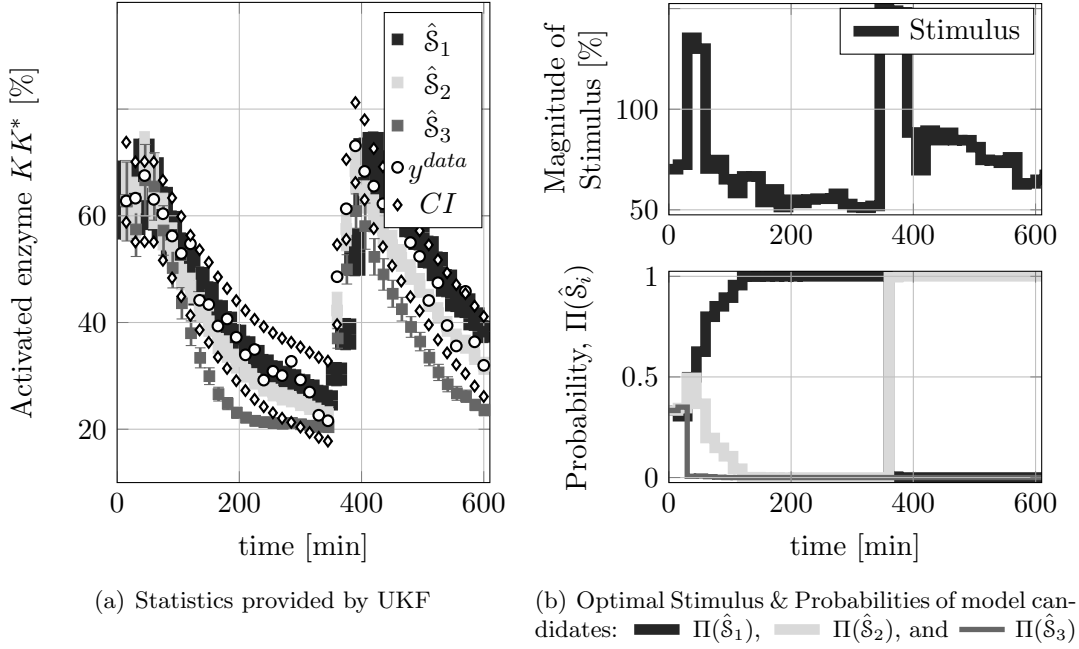 Activated enzyme KK* [%]
20
40
60
0
200
400
600
time [min]
Ŝ1
Ŝ2
Ŝ3
y^data
CI
(a) Statistics provided by UKF
Magnitude of
Stimulus [%]
50
100
0
200
400
600
Stimulus
Probability, Π(Ŝi)
0
0.5
1
0
200
400
600
time [min]
(b) Optimal Stimulus & Probabilities of model can-
didates: Π(Ŝ1), Π(Ŝ2), and Π(Ŝ3)